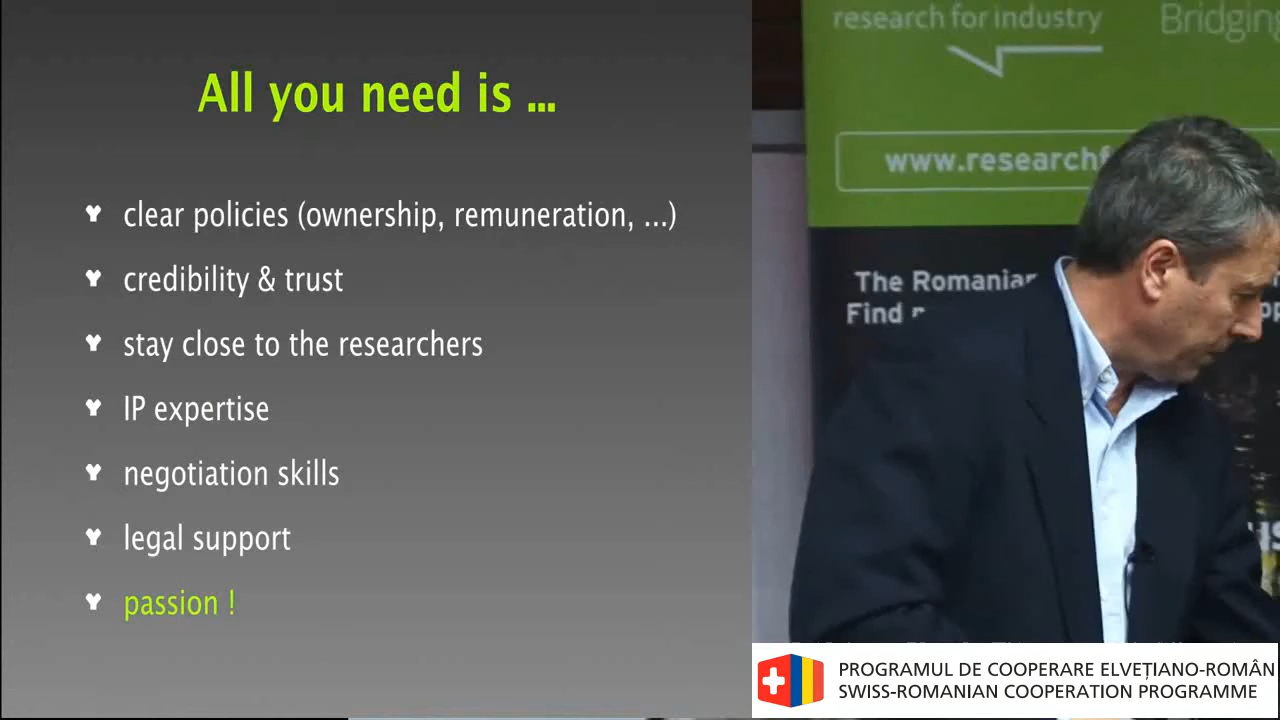 All you need is ...
clear policies (ownership, remuneration, ...)
credibility & trust
stay close to the researchers
IP expertise
negotiation skills
legal support
passion !
research for industry
Bridging
The Romanian
Find
PROGRAMUL DE COOPERARE ELVEȚIANO-ROMÂN
SWISS-ROMANIAN COOPERATION PROGRAMME